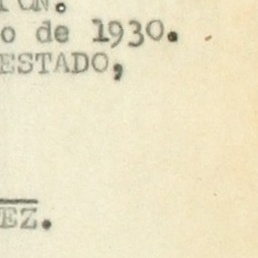 o de 1930.
ESTADO,
EZ.